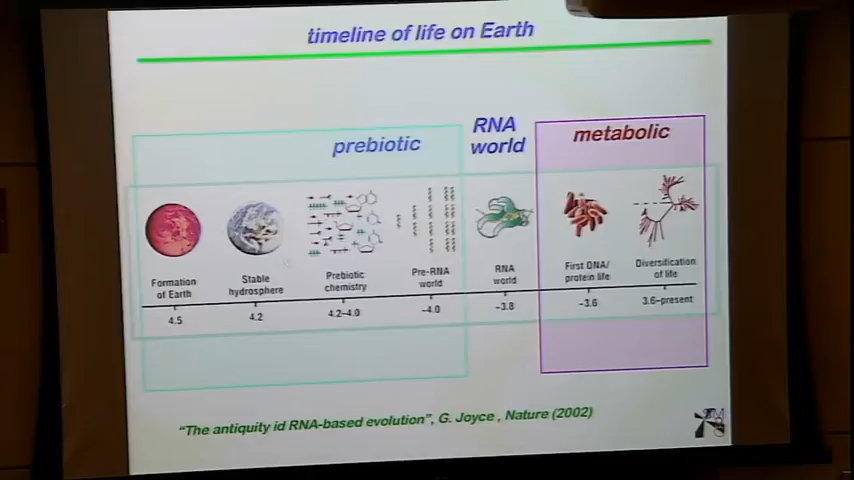 timeline of life on Earth
prebiotic
RNA
world
metabolic
Formation
of Earth
Stable
hydrosphere
Prebiotic
chemistry
Pre-RNA
world
RNA
world
First DNA/
protein life
Diversification
of life
4.5
4.2
4.2–4.0
~4.0
~3.8
~3.6
3.6–present
"The antiquity id RNA-based evolution", G. Joyce , Nature (2002)